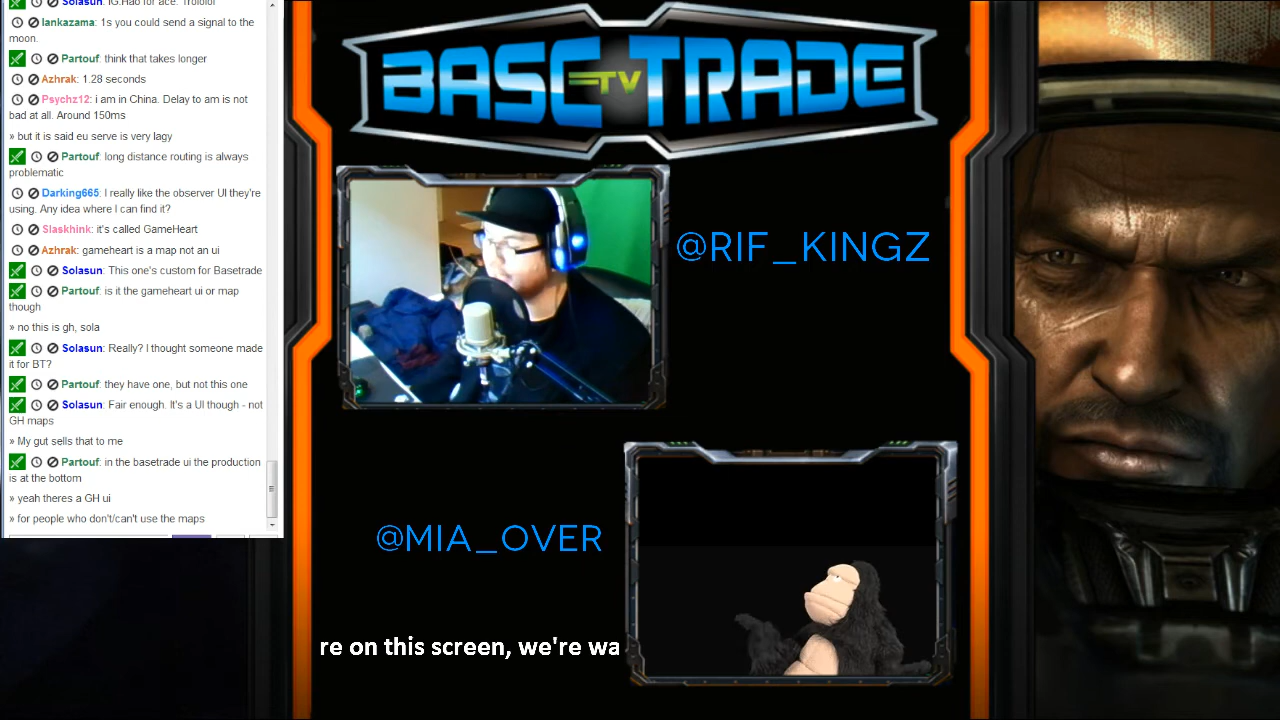 Solasun: IG.Hao for ace. Trololol
lankazama: 1s you could send a signal to the
moon.
Partouf: think that takes longer
Azhrak: 1.28 seconds
Psychz12: i am in China. Delay to am is not
bad at all. Around 150ms
» but it is said eu serve is very lagy
Partouf: long distance routing is always
problematic
Darking665: I really like the observer UI they're
using. Any idea where I can find it?
Slaskhink: it's called GameHeart
Azhrak: gameheart is a map not an ui
Solasun: This one's custom for Basetrade
Partouf: is it the gameheart ui or map
though
» no this is gh, sola
Solasun: Really? I thought someone made
it for BT?
Partouf: they have one, but not this one
Solasun: Fair enough. It's a UI though - not
GH maps
» My gut sells that to me
Partouf: in the basetrade ui the production
is at the bottom
» yeah theres a GH ui
» for people who don't/can't use the maps
BASETRADE
TV
@RIF_KINGZ
@MIA_OVER
re on this screen, we're wa